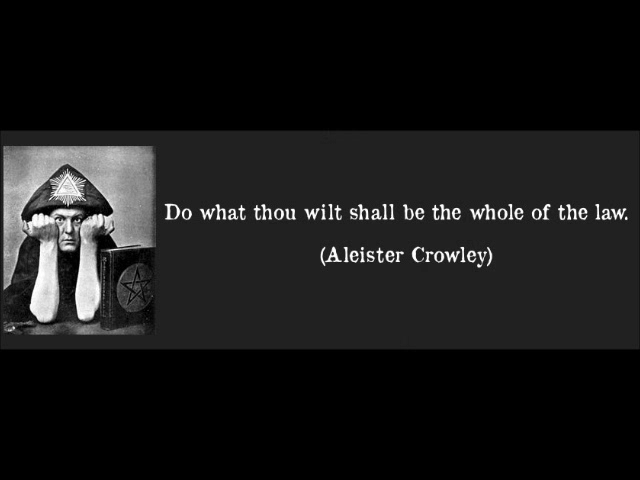 Do what thou wilt shall be the whole of the law.
(Aleister Crowley)